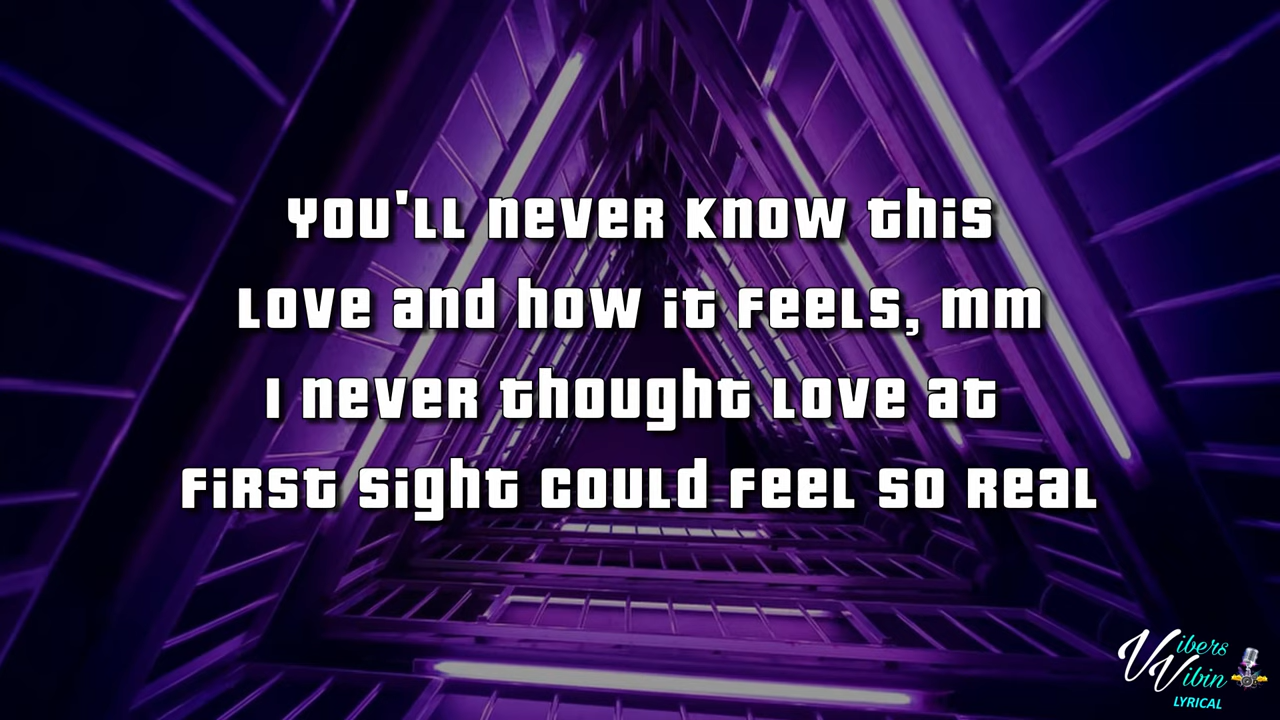 You'll never know this
love and how it feels, mm
I never thought love at
first sight could feel so real
Vibers
Vibin
LYRICAL